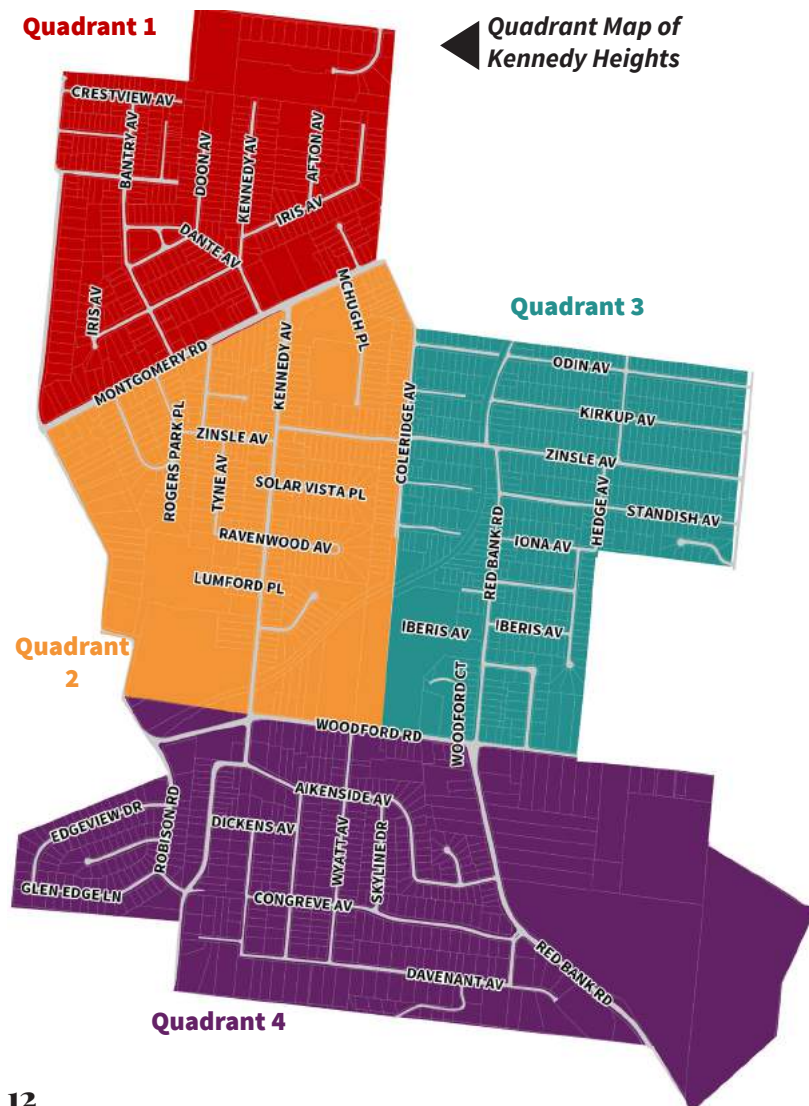 Quadrant 1
Quadrant Map of
Kennedy Heights
CRESTVIEW AV
BANTRY AV
DOON AV
KENNEDY AV
AFTON AV
IRIS AV
DANTE AV
IRIS AV
MCHUGH PL
MONTGOMERY RD
Quadrant 3
KENNEDY AV
COLERIDGE AV
ODIN AV
KIRKUP AV
ROGERS PARK PL
ZINSLE AV
TYNE AV
ZINSLE AV
SOLAR VISTA PL
RED BANK RD
HEDGE AV
STANDISH AV
RAVENWOOD AV
IONA AV
LUMFORD PL
IBERIS AV
IBERIS AV
Quadrant
2
WOODFORD CT
WOODFORD RD
EDGEVIEW DR
ROBISON RD
AIKENSIDE AV
DICKENS AV
WYATT AV
SKYLINE DR
GLEN EDGE LN
CONGREVE AV
DAVENANT AV
RED BANK RD
Quadrant 4
12